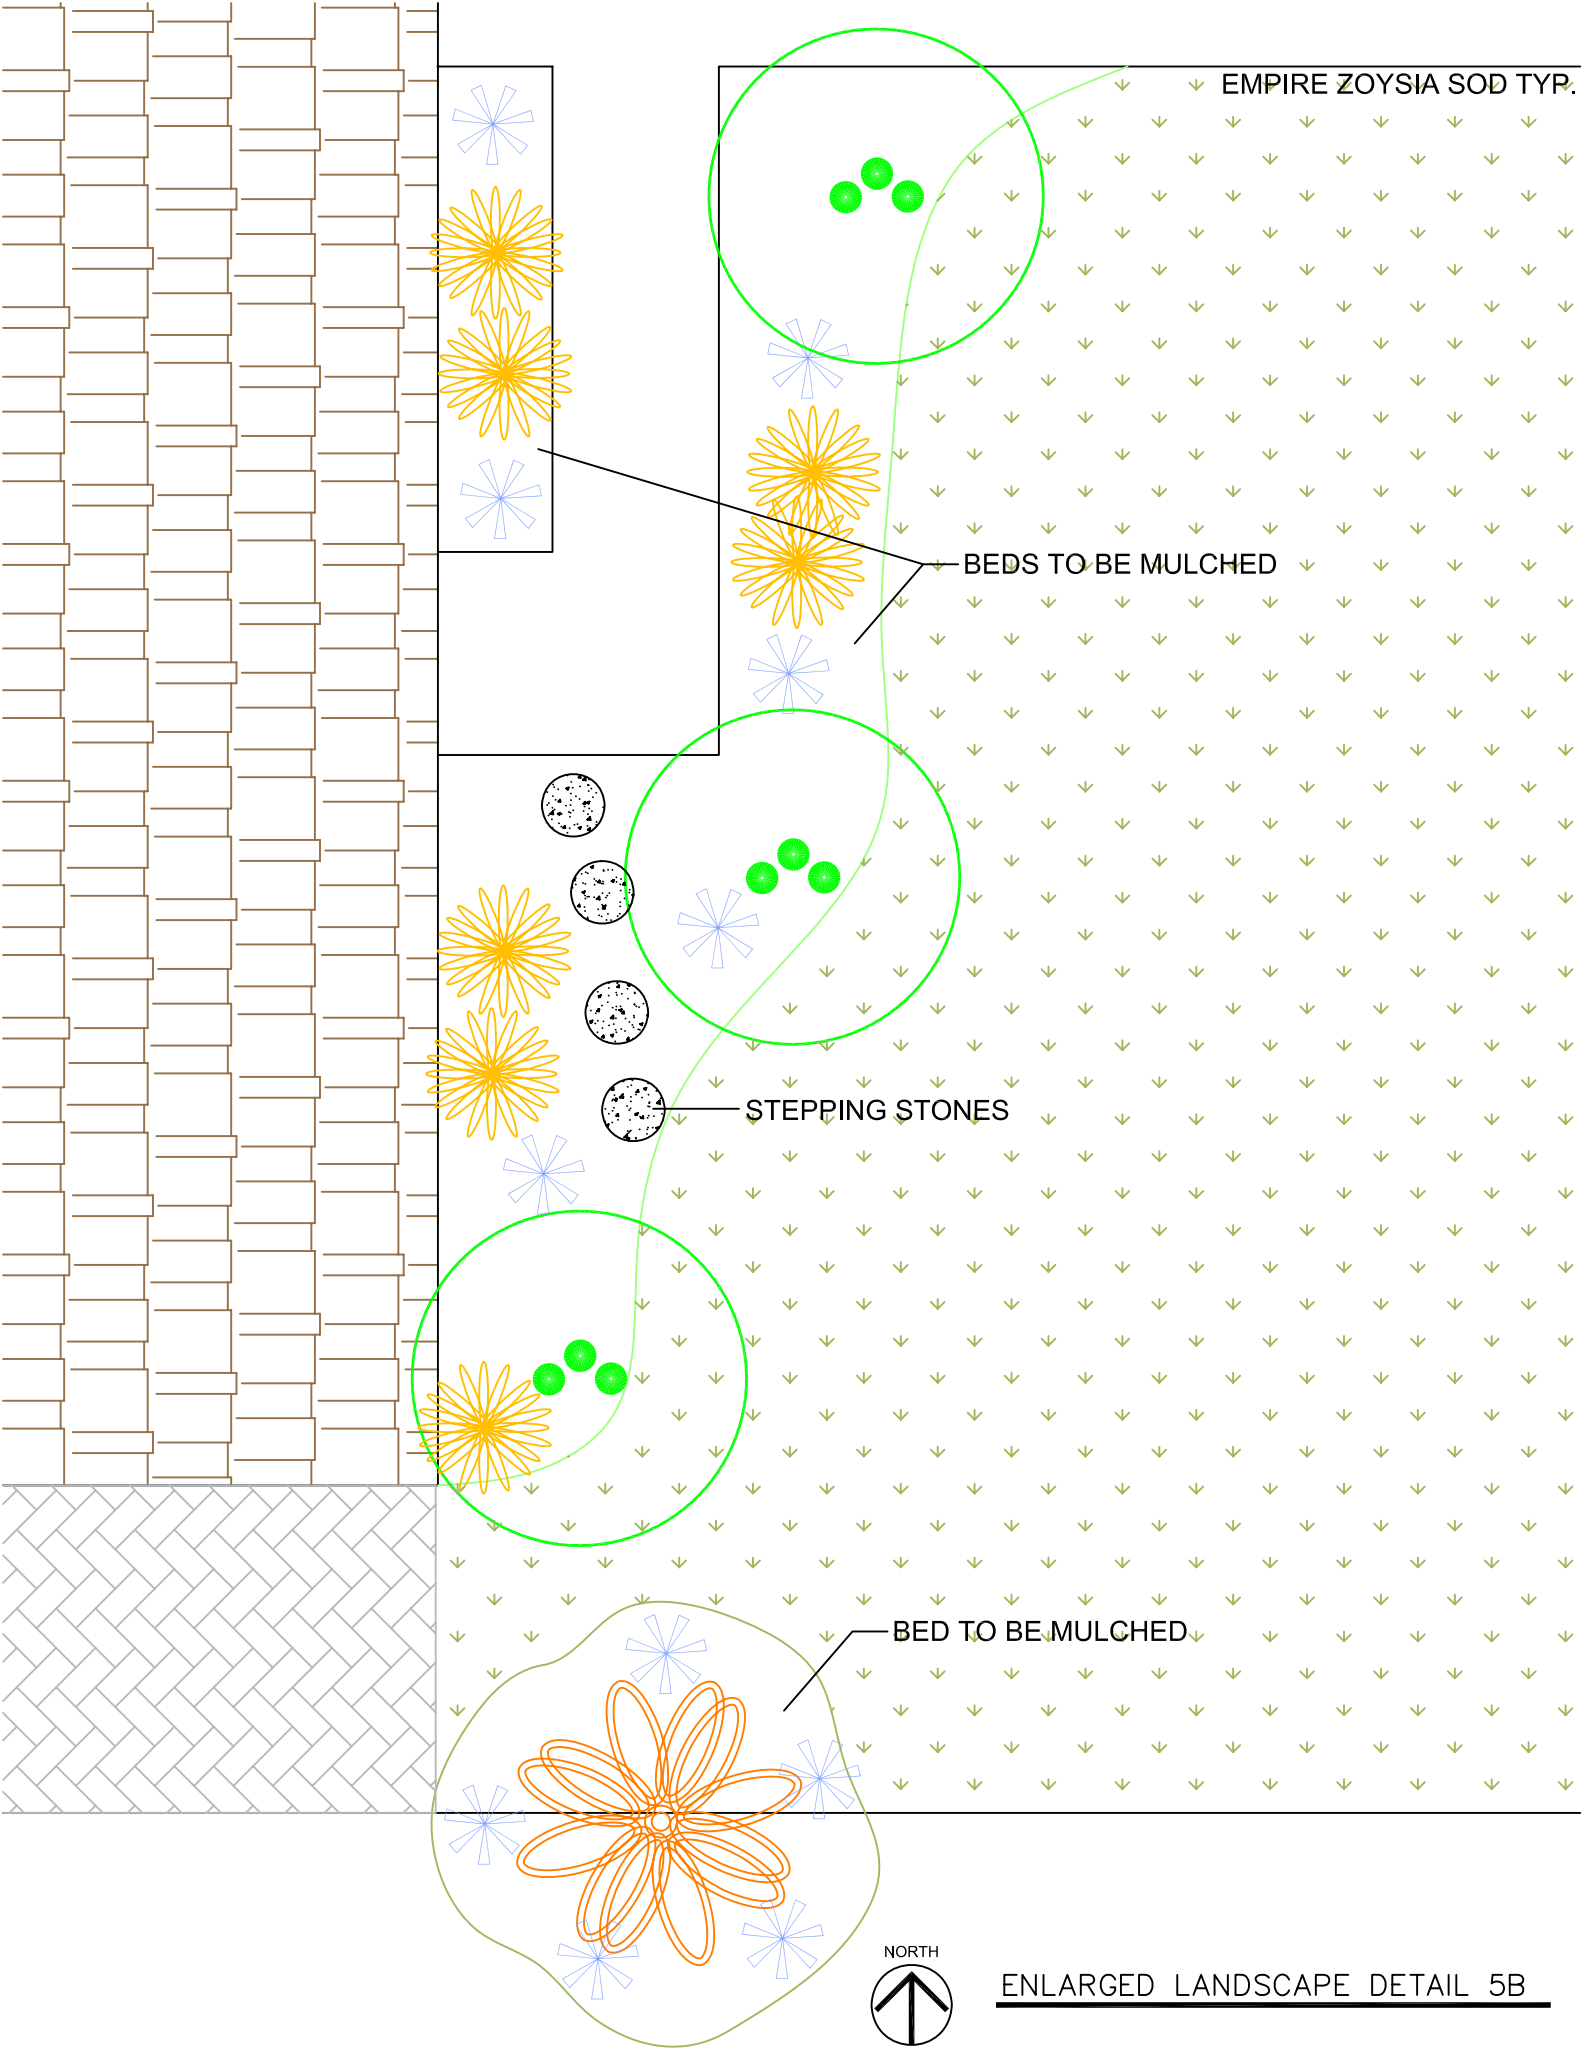 EMPIRE ZOYSIA SOD TYP.
BEDS TO BE MULCHED
STEPPING STONES
BED TO BE MULCHED
NORTH
ENLARGED LANDSCAPE DETAIL 5B